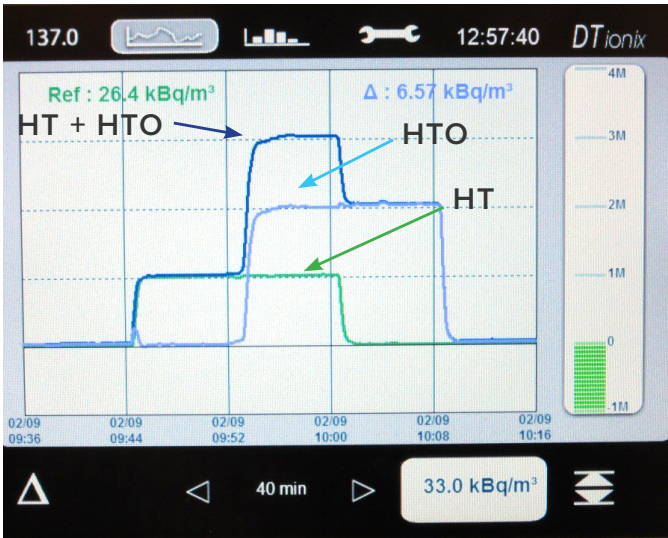 137.0
12:57:40
DTionix
Ref : 26.4 kBq/m³
Δ : 6.57 kBq/m³
HT + HTO
HTO
HT
4M
3M
2M
1M
0
-1M
02/09 02/09 02/09 02/09 02/09 02/09
09:36 09:44 09:52 10:00 10:08 10:16
Δ
40 min
33.0 kBq/m³